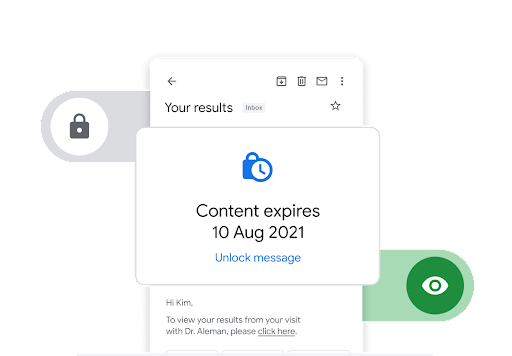 Your results Inbox
Content expires
10 Aug 2021
Unlock message
Hi Kim,
To view your results from your visit
with Dr. Aleman, please click here.